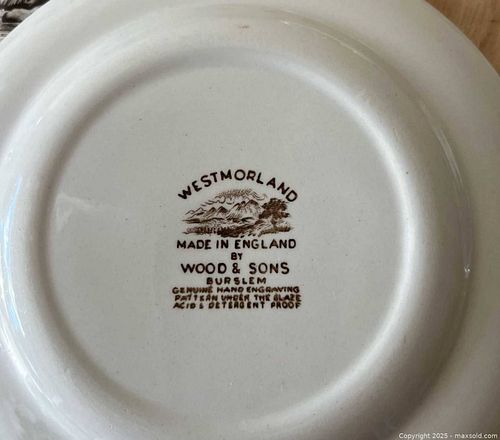 WESTMORLAND
MADE IN ENGLAND
BY
WOOD & SONS
BURSLEM
GENUINE HAND ENGRAVING
PATTERN UNDER THE GLAZE
ACID & DETERGENT PROOF
Copyright 2025 - maxsold.com